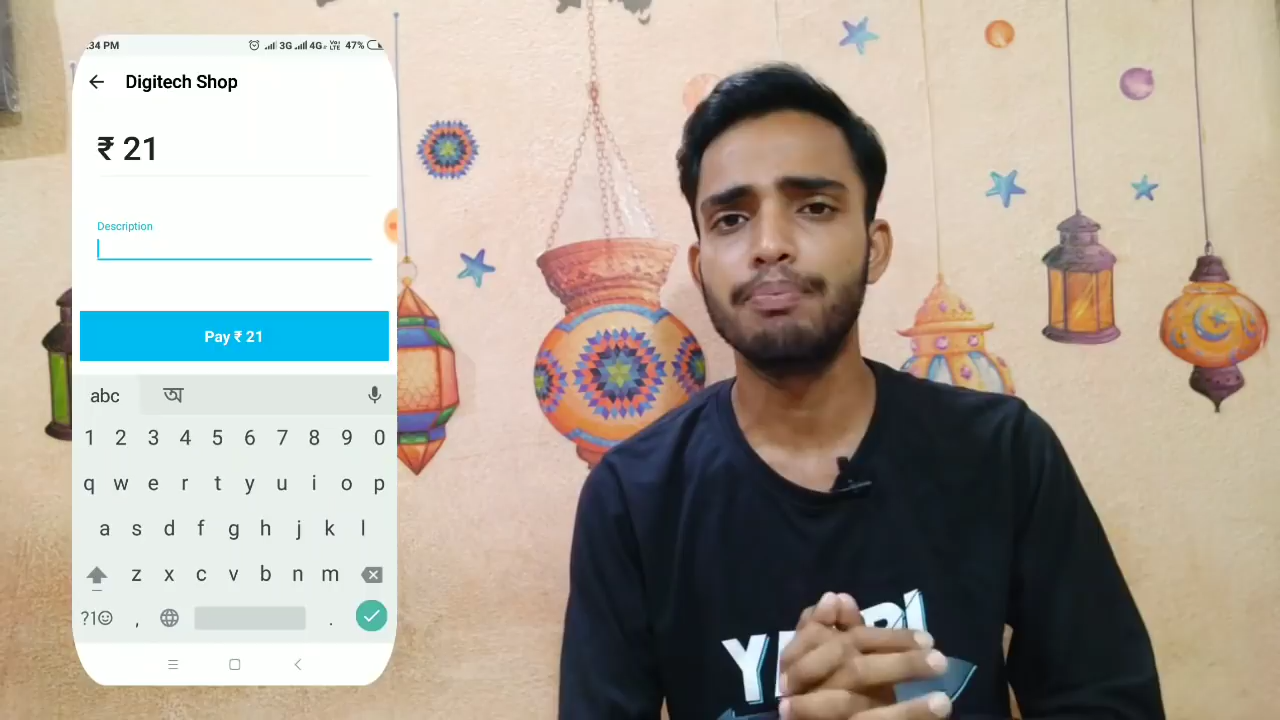 :34 PM 3G 4G VoLTE 47%
Digitech Shop
₹ 21
Description
Pay ₹ 21
abc অ
1 2 3 4 5 6 7 8 9 0
q w e r t y u i o p
a s d f g h j k l
z x c v b n m
?1☺ , .